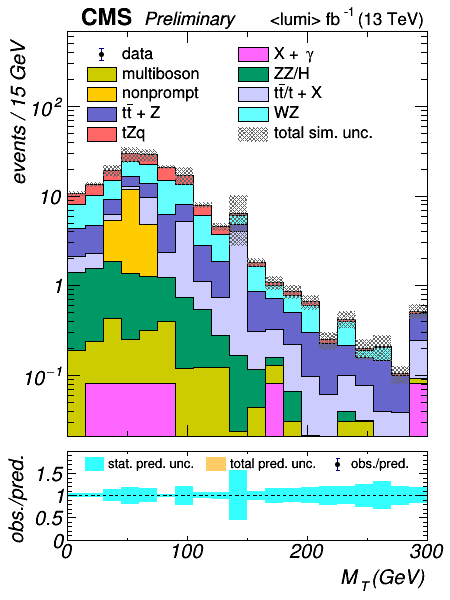 CMS Preliminary <lumi> fb⁻¹ (13 TeV)
events / 15 GeV
data
multiboson
nonprompt
tt̄ + Z
tZq
X + γ
ZZ/H
tt̄/t + X
WZ
total sim. unc.
10²
10
1
10⁻¹
obs./pred.
stat. pred. unc. total pred. unc. obs./pred.
1.5
1
0.5
0
0 100 200 300
M_T(GeV)